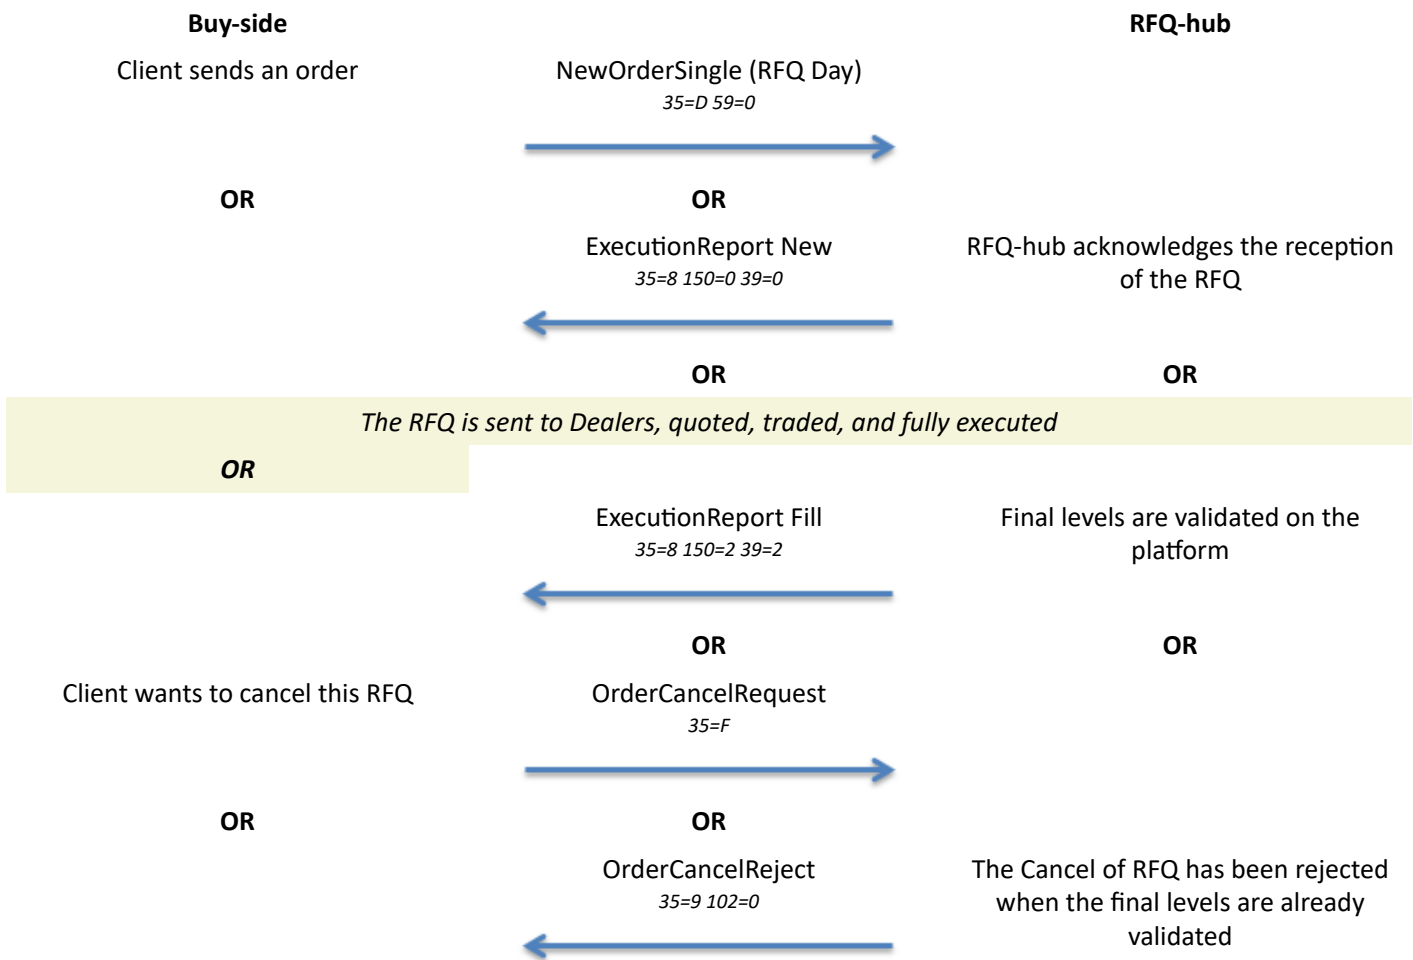 Buy-side
RFQ-hub
Client sends an order
NewOrderSingle (RFQ Day)
35=D 59=0
OR
OR
ExecutionReport New
35=8 150=0 39=0
RFQ-hub acknowledges the reception
of the RFQ
OR
OR
The RFQ is sent to Dealers, quoted, traded, and fully executed
OR
ExecutionReport Fill
35=8 150=2 39=2
Final levels are validated on the
platform
OR
OR
Client wants to cancel this RFQ
OrderCancelRequest
35=F
OR
OR
OrderCancelReject
35=9 102=0
The Cancel of RFQ has been rejected
when the final levels are already
validated